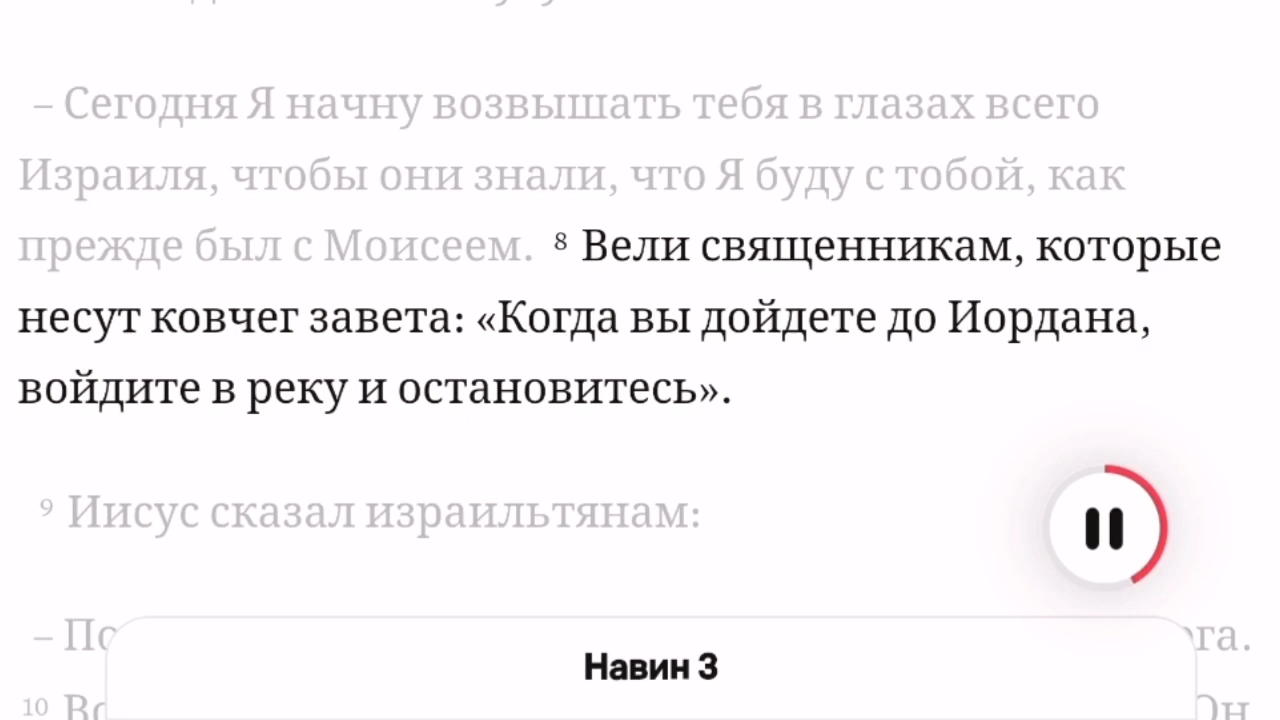 – Сегодня Я начну возвышать тебя в глазах всего
Израиля, чтобы они знали, что Я буду с тобой, как
прежде был с Моисеем. 8 Вели священникам, которые
несут ковчег завета: «Когда вы дойдете до Иордана,
войдите в реку и остановитесь».
9 Иисус сказал израильтянам:
–
Навин 3
10